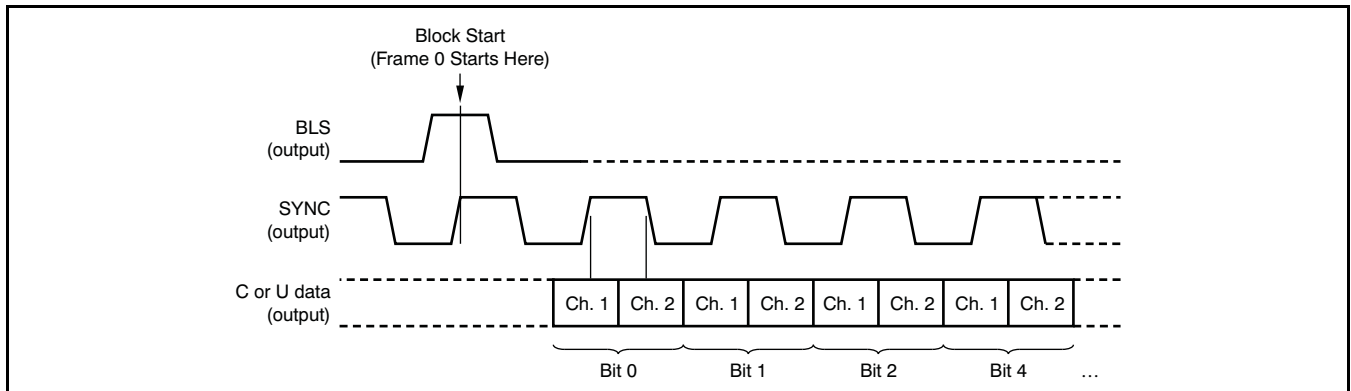 Block Start
(Frame 0 Starts Here)
BLS
(output)
SYNC
(output)
C or U data
(output)
Ch. 1 Ch. 2 Ch. 1 Ch. 2 Ch. 1 Ch. 2 Ch. 1 Ch. 2
Bit 0 Bit 1 Bit 2 Bit 4 …